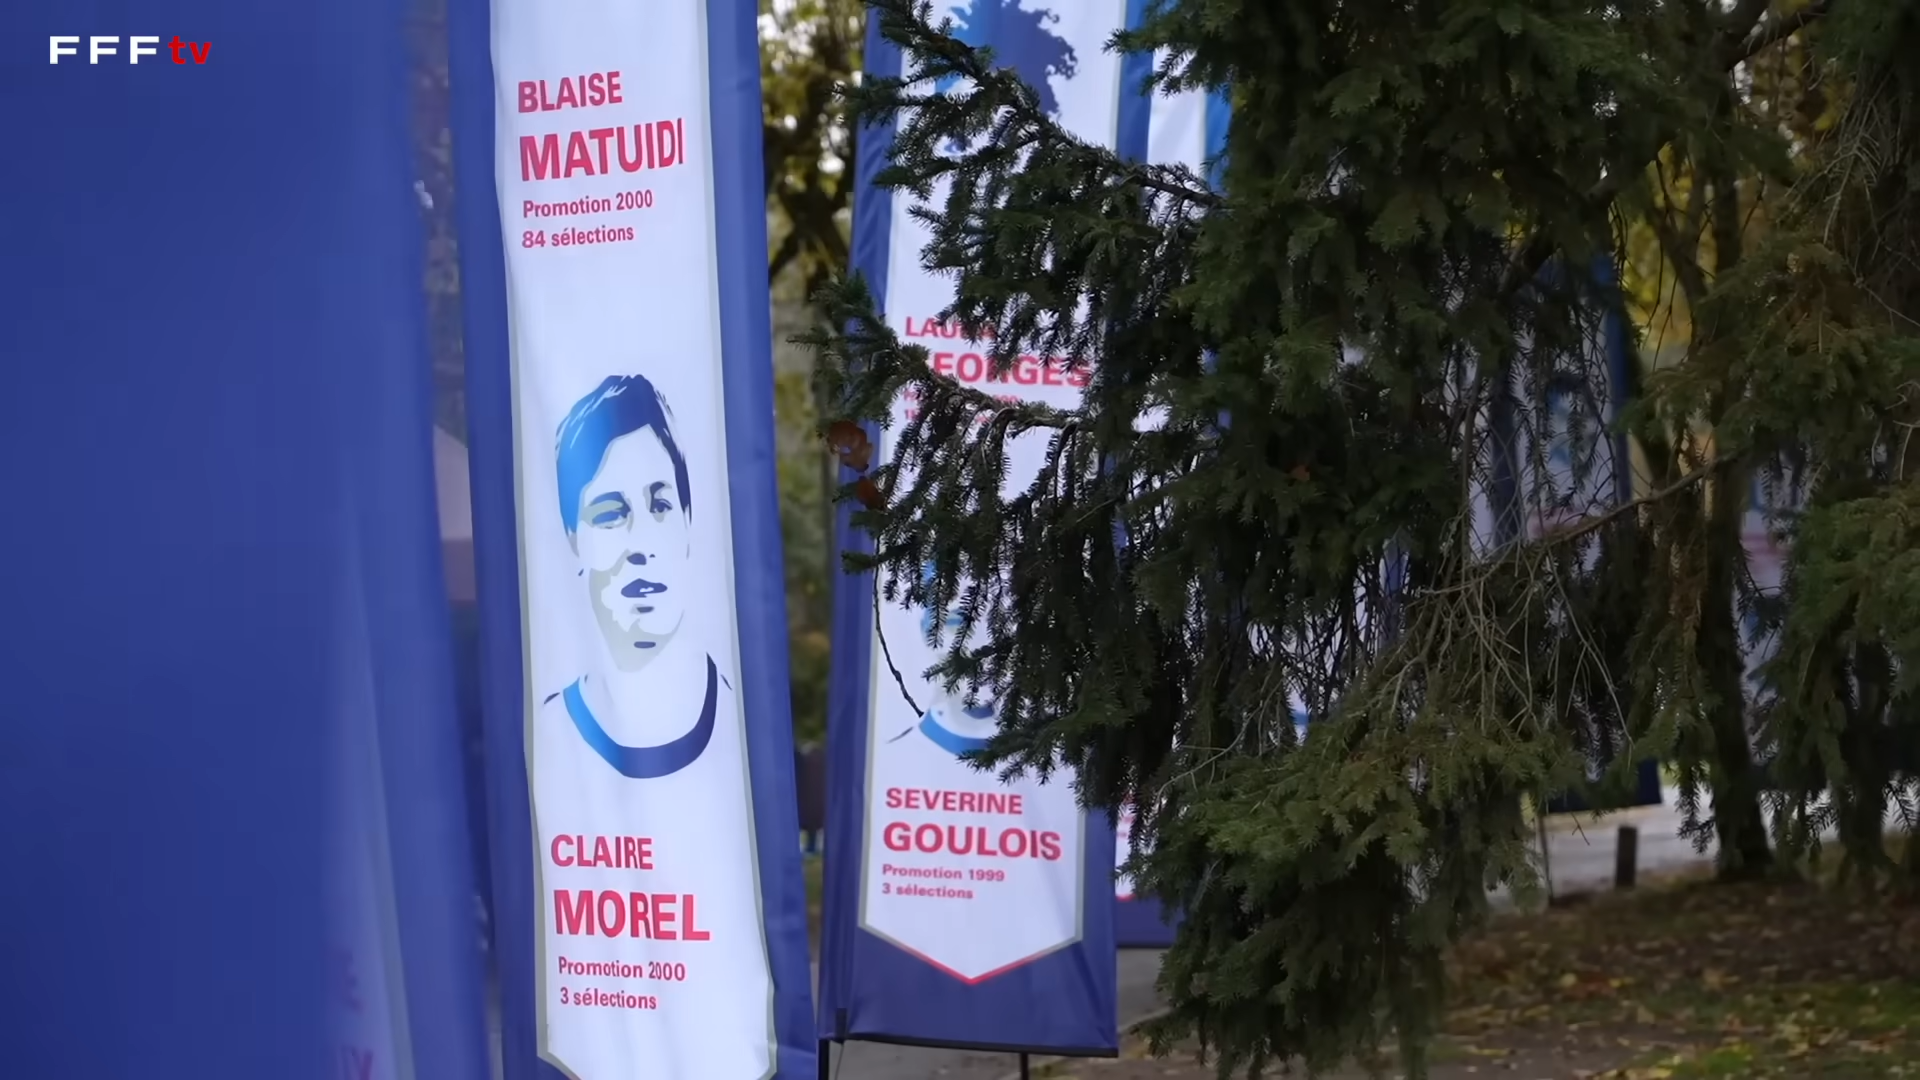 FFFtv
BLAISE
MATUIDI
Promotion 2000
84 sélections
CLAIRE
MOREL
Promotion 2000
3 sélections
SEVERINE
GOULOIS
Promotion 1999
3 sélections